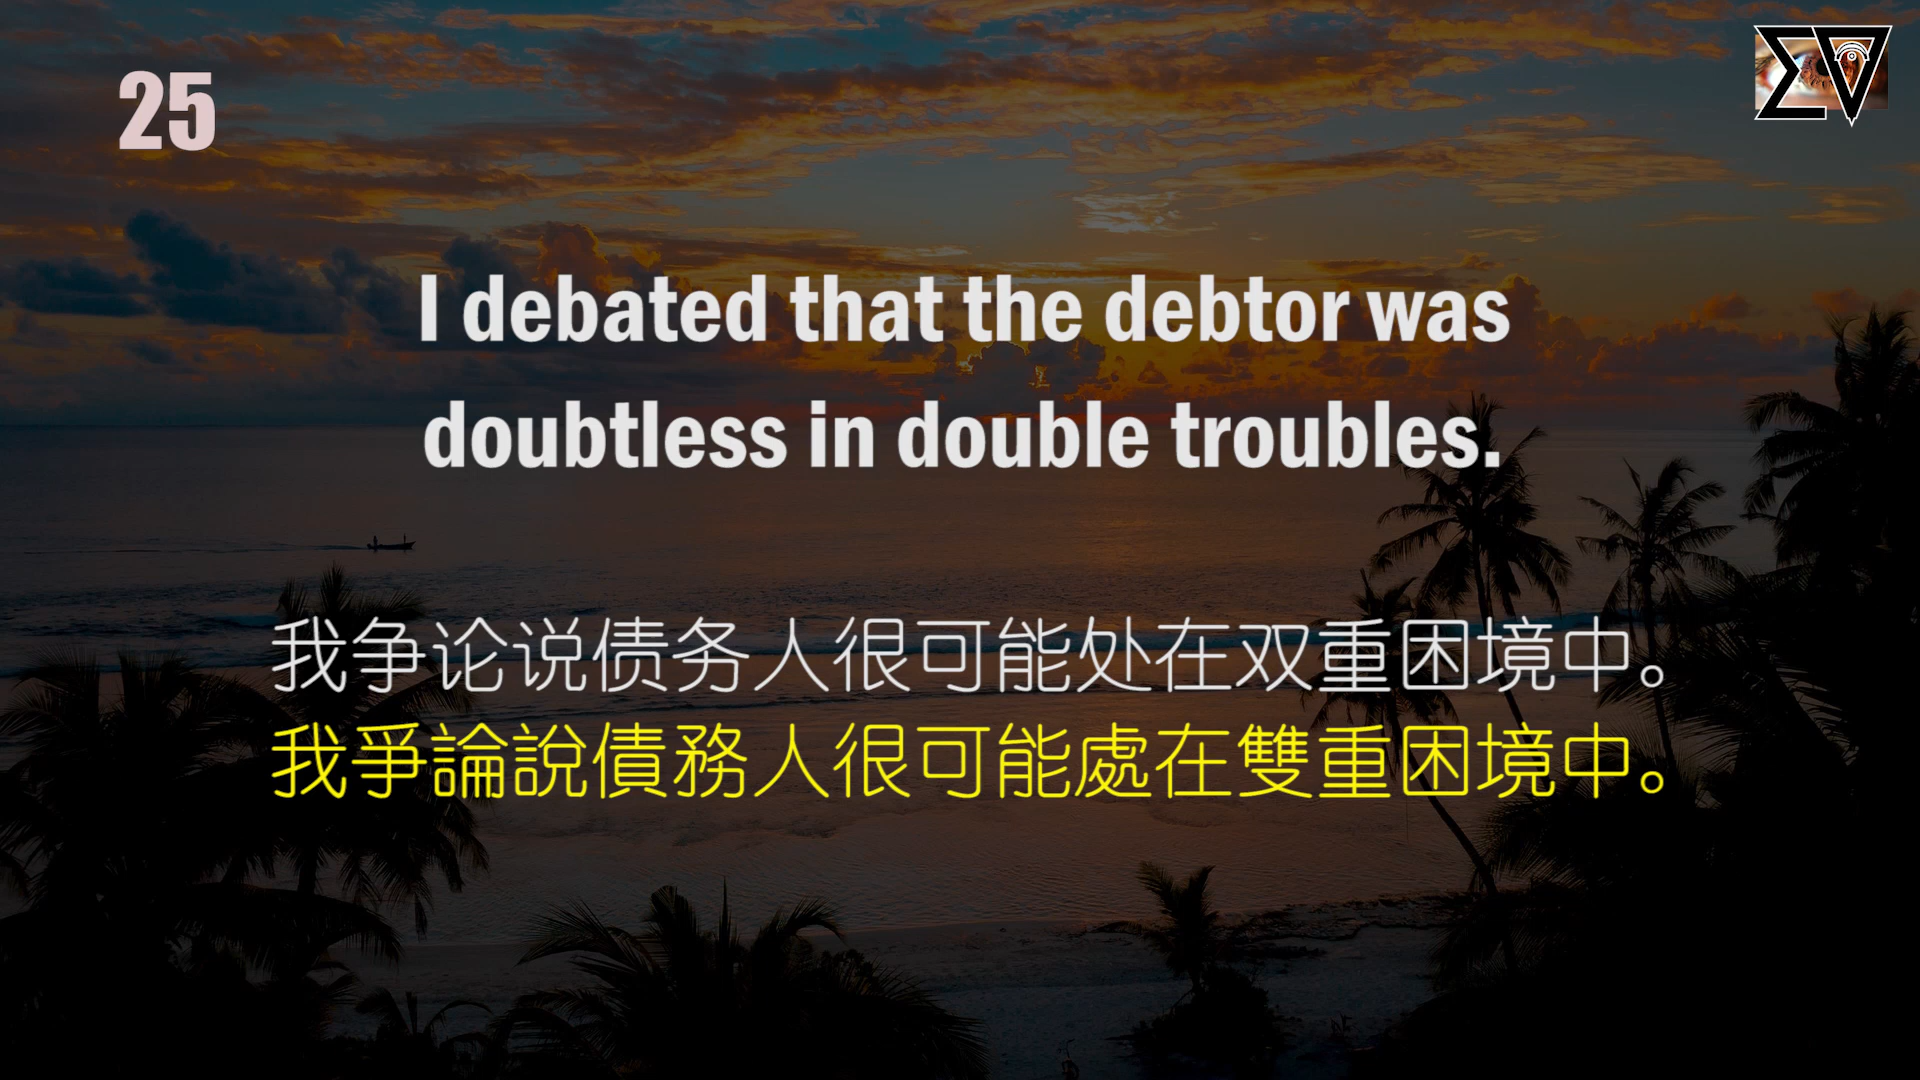 25
I debated that the debtor was
doubtless in double troubles.
我争论说债务人很可能处在双重困境中。
我爭論說債務人很可能處在雙重困境中。